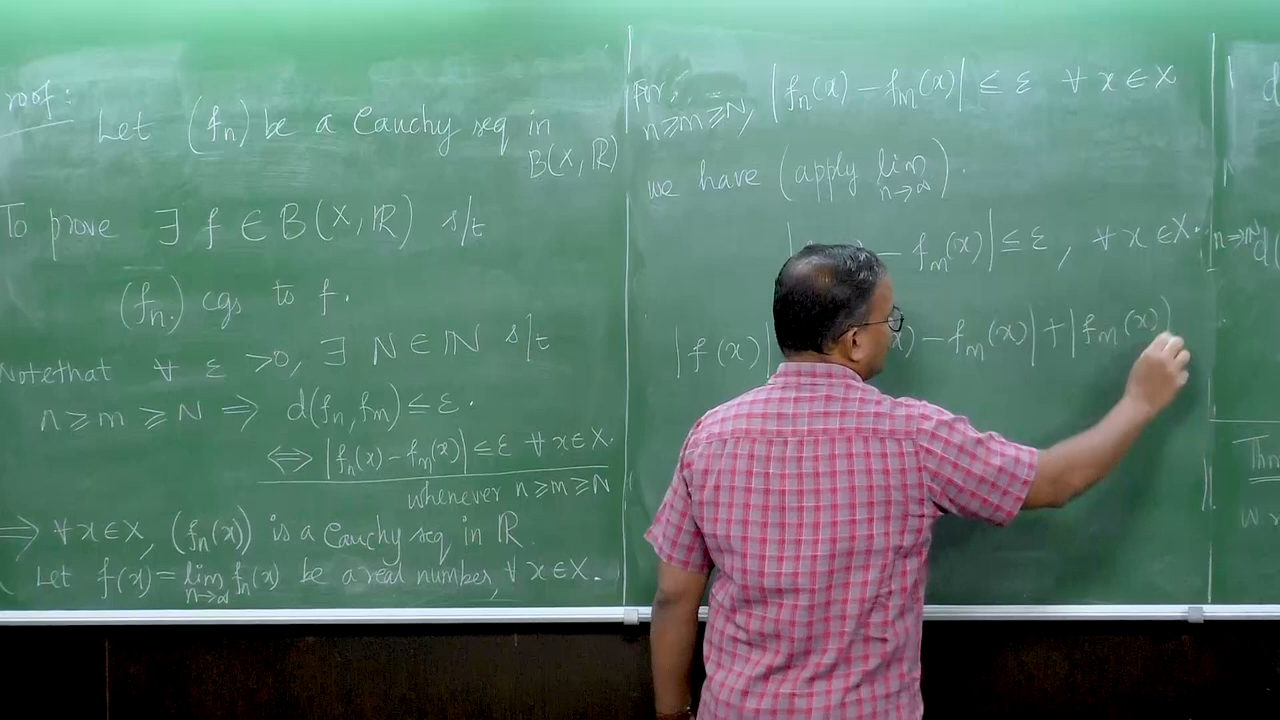 roof:
Let (fn) be a Cauchy seq in
B(X, ℝ)
To prove ∃ f ∈ B(X, ℝ) s/t
(fn) cgs to f.
Note that ∀ ε >0, ∃ N ∈ ℕ s/t
n ≥ m ≥ N ⇒ d(fn, fm) ≤ ε.
⇔ |fn(x) − fm(x)| ≤ ε ∀ x∈X.
whenever n ≥ m ≥ N
⇒ ∀ x∈X, (fn(x)) is a Cauchy seq in ℝ
Let f(x) = lim n→∞ fn(x) be a real number, ∀ x∈X.
For, n ≥ m ≥ N, |fn(x) − fm(x)| ≤ ε ∀ x ∈ X
we have (apply lim n→∞).
− fm(x)| ≤ ε, ∀ x ∈ X.
|f(x)| x) − fm(x)| + |fm(x)|
d
d(
Thm
w